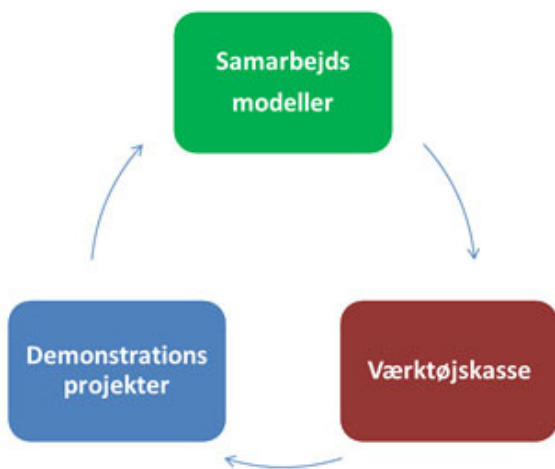 Samarbejds
modeller
Demonstrations
projekter
Værktøjskasse